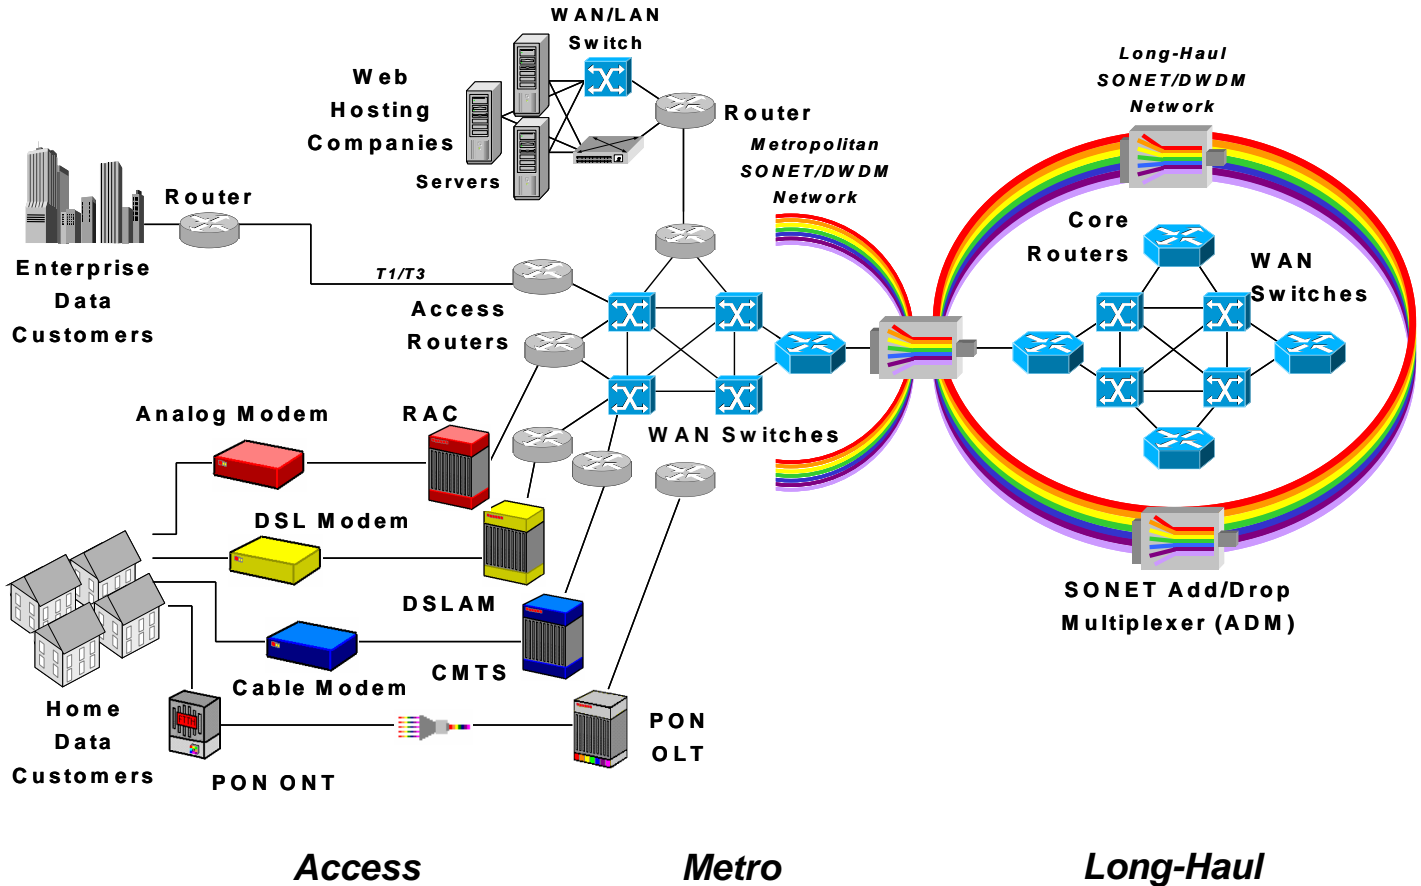 WAN/LAN
Switch
Web
Hosting
Companies
Servers
Router
Long-Haul
SONET/DWDM
Network
Metropolitan
SONET/DWDM
Network
Router
Enterprise
Data
Customers
T1/T3
Access
Routers
Core
Routers
WAN
Switches
Analog Modem
RAC
WAN Switches
DSL Modem
DSLAM
SONET Add/Drop
Multiplexer (ADM)
Cable Modem
CMTS
Home
Data
Customers
PON ONT
PON
OLT
Access
Metro
Long-Haul